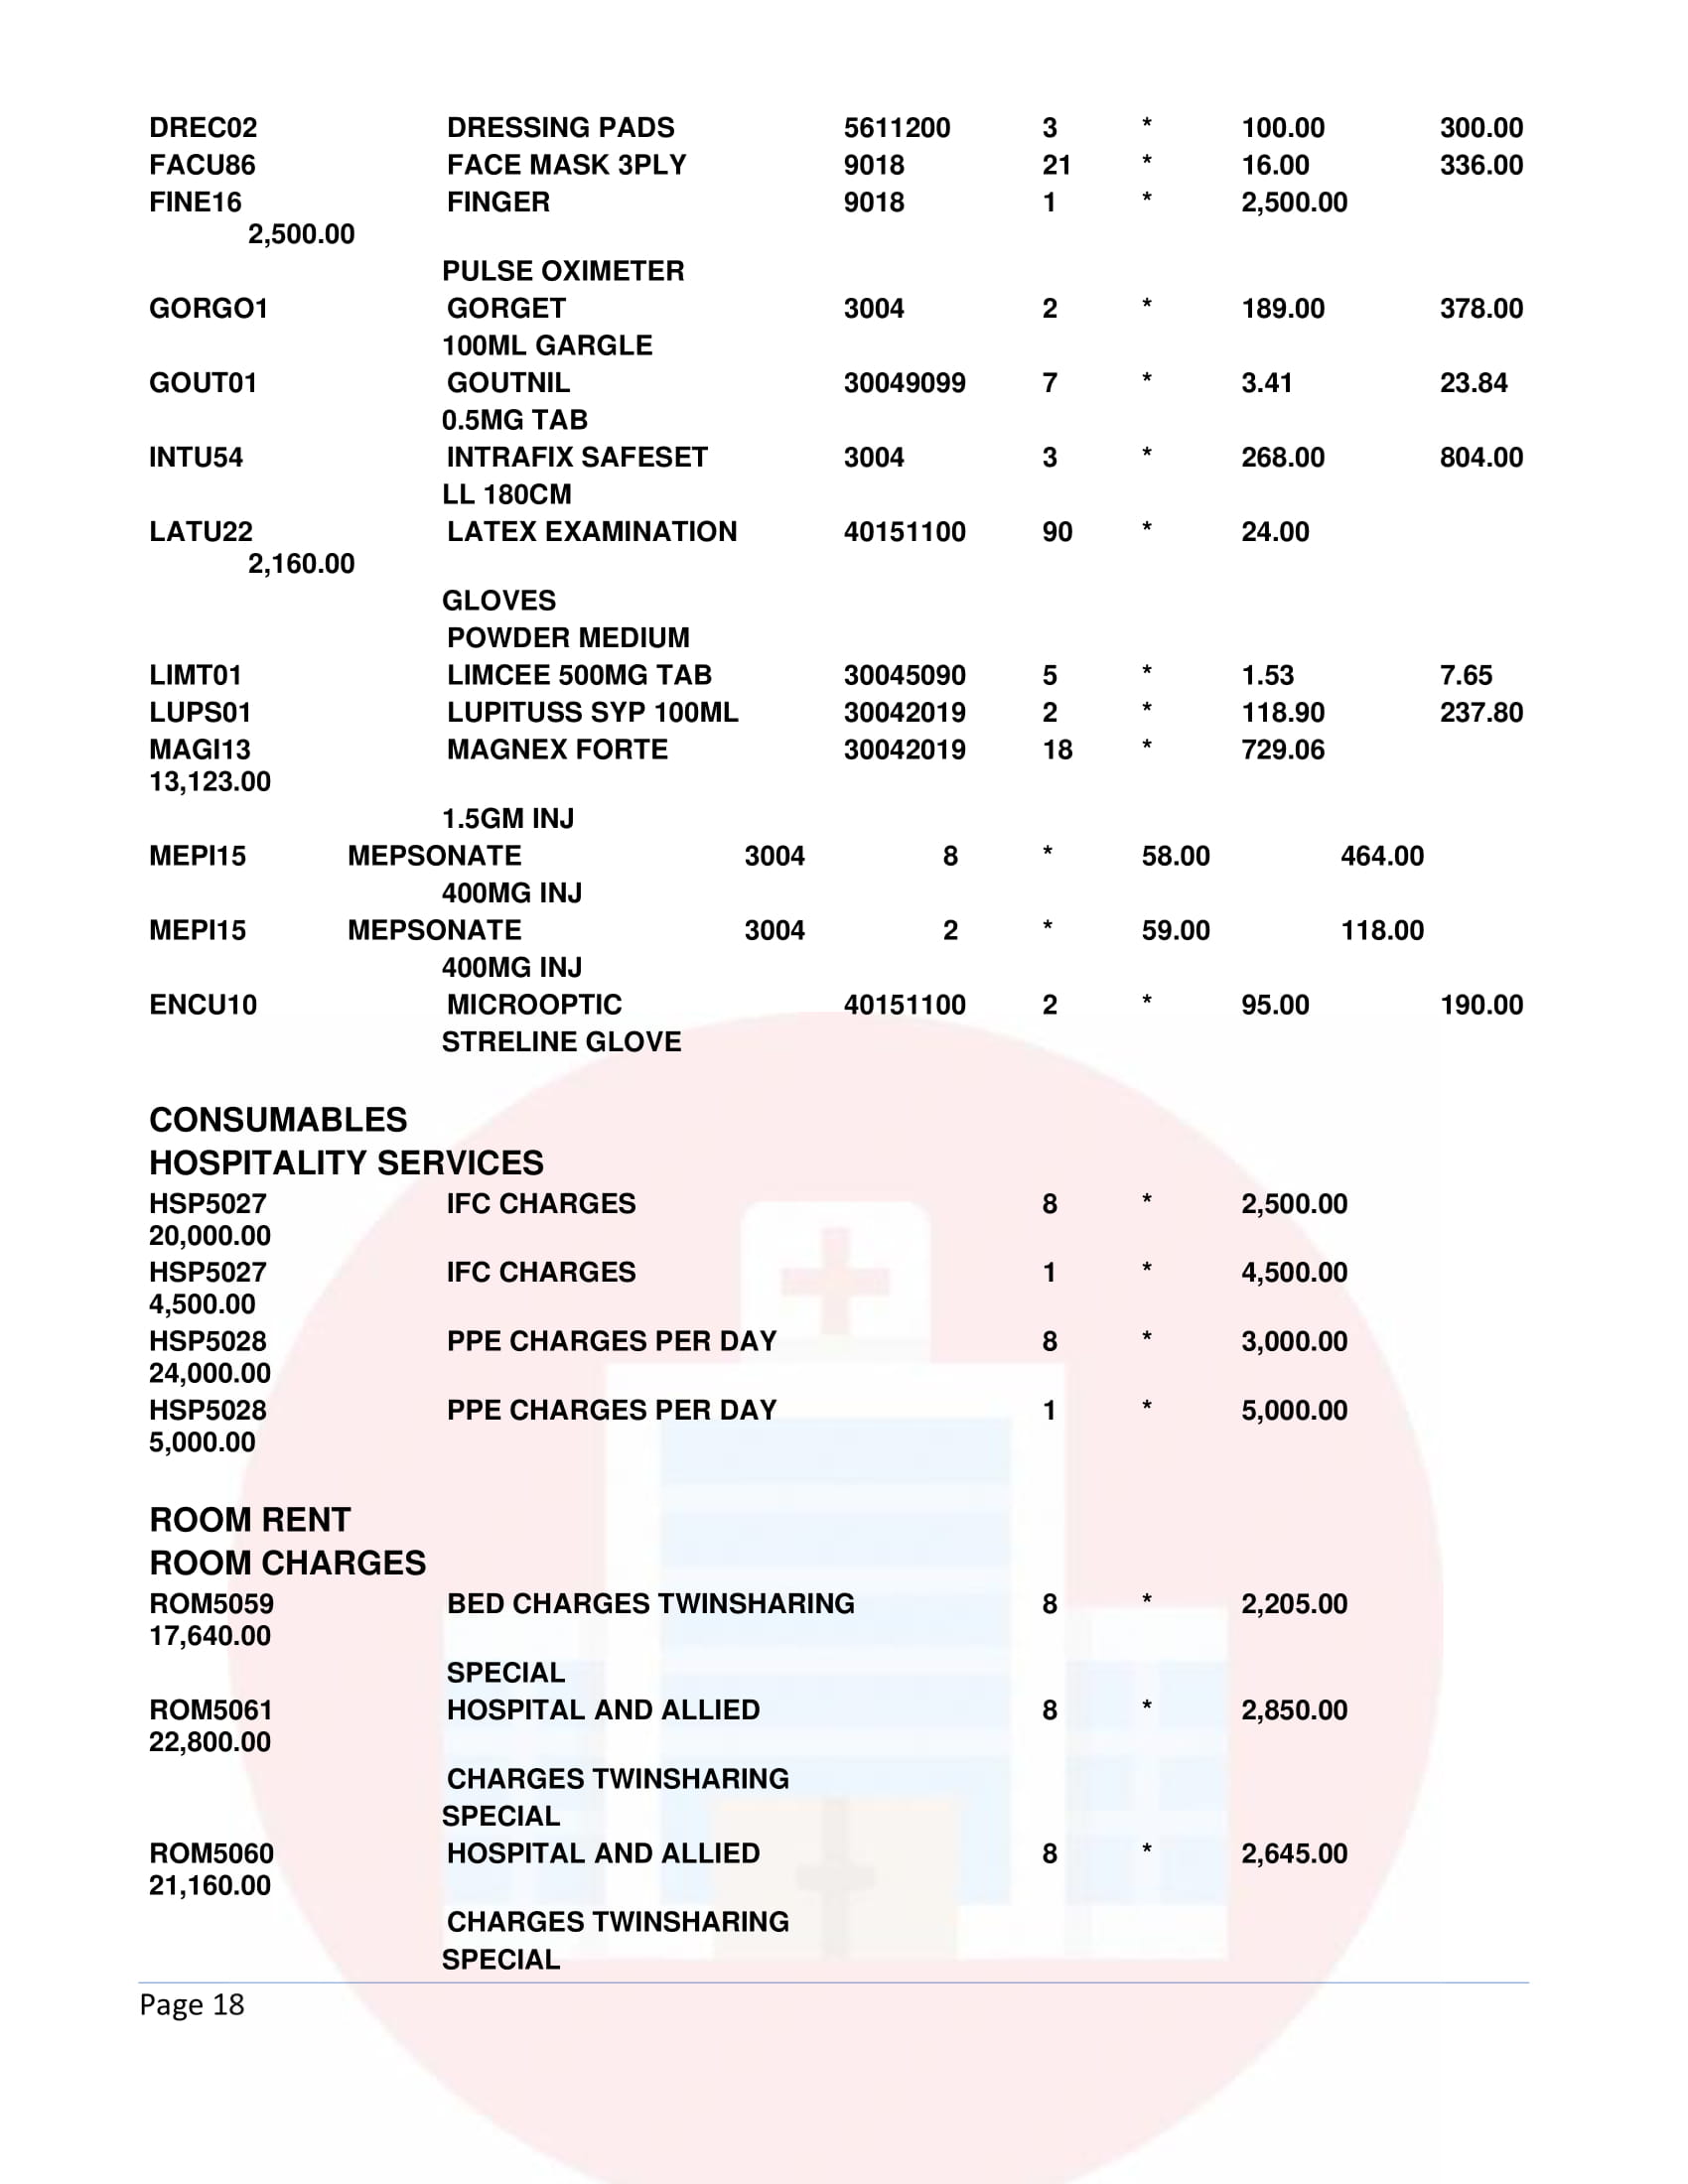 DREC02 DRESSING PADS 5611200 3 * 100.00 300.00
FACU86 FACE MASK 3PLY 9018 21 * 16.00 336.00
FINE16 FINGER 9018 1 * 2,500.00
2,500.00
PULSE OXIMETER
GORGO1 GORGET 3004 2 * 189.00 378.00
100ML GARGLE
GOUT01 GOUTNIL 30049099 7 * 3.41 23.84
0.5MG TAB
INTU54 INTRAFIX SAFESET 3004 3 * 268.00 804.00
LL 180CM
LATU22 LATEX EXAMINATION 40151100 90 * 24.00
2,160.00
GLOVES
POWDER MEDIUM
LIMT01 LIMCEE 500MG TAB 30045090 5 * 1.53 7.65
LUPS01 LUPITUSS SYP 100ML 30042019 2 * 118.90 237.80
MAGI13 MAGNEX FORTE 30042019 18 * 729.06
13,123.00
1.5GM INJ
MEPI15 MEPSONATE 3004 8 * 58.00 464.00
400MG INJ
MEPI15 MEPSONATE 3004 2 * 59.00 118.00
400MG INJ
ENCU10 MICROOPTIC 40151100 2 * 95.00 190.00
STRELINE GLOVE
CONSUMABLES
HOSPITALITY SERVICES
HSP5027 IFC CHARGES 8 * 2,500.00
20,000.00
HSP5027 IFC CHARGES 1 * 4,500.00
4,500.00
HSP5028 PPE CHARGES PER DAY 8 * 3,000.00
24,000.00
HSP5028 PPE CHARGES PER DAY 1 * 5,000.00
5,000.00
ROOM RENT
ROOM CHARGES
ROM5059 BED CHARGES TWINSHARING 8 * 2,205.00
17,640.00
SPECIAL
ROM5061 HOSPITAL AND ALLIED 8 * 2,850.00
22,800.00
CHARGES TWINSHARING
SPECIAL
ROM5060 HOSPITAL AND ALLIED 8 * 2,645.00
21,160.00
CHARGES TWINSHARING
SPECIAL
Page 18